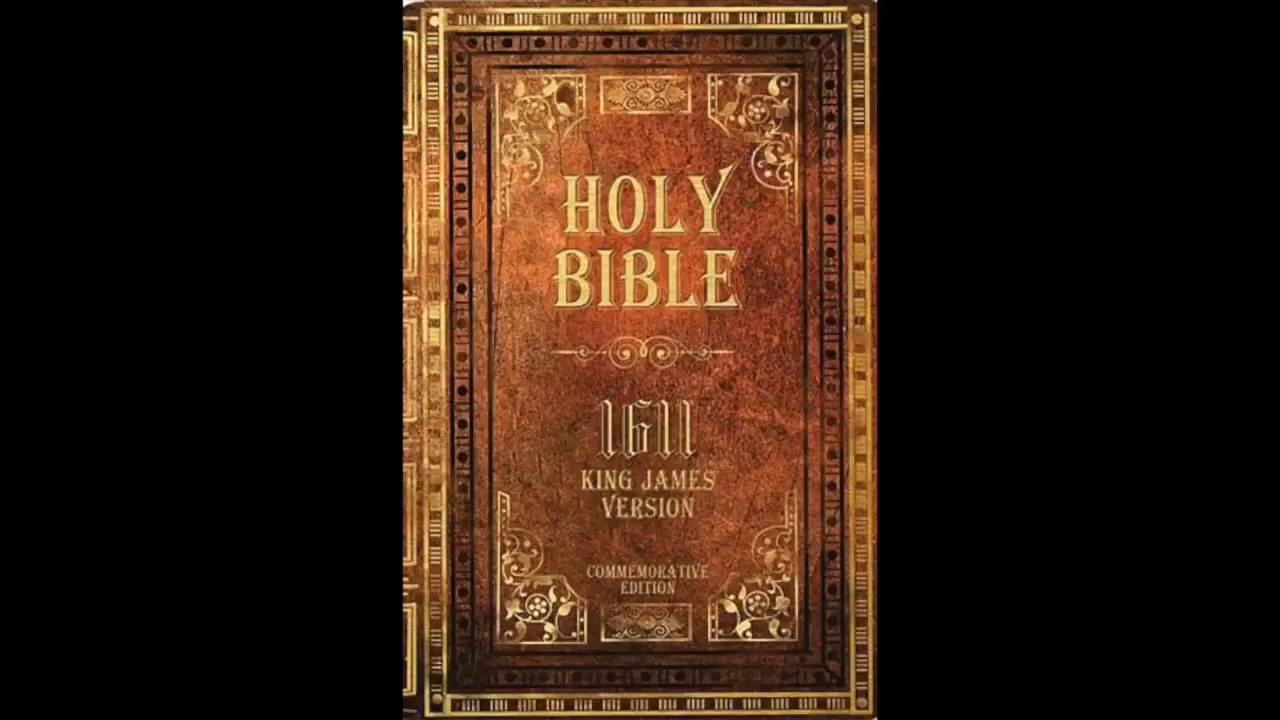 HOLY
BIBLE
1611
KING JAMES
VERSION
COMMEMORATIVE
EDITION